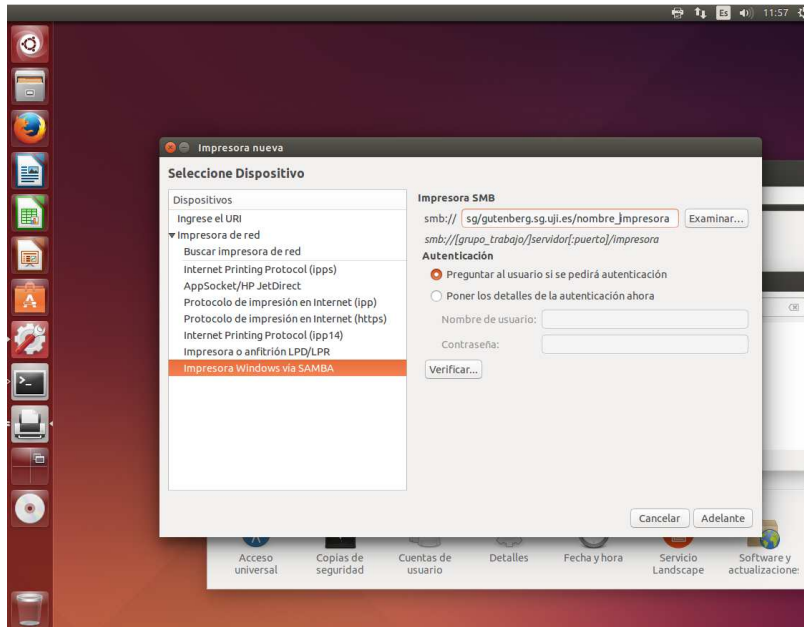 Es 11:57
Impresora nueva
Seleccione Dispositivo
Dispositivos
Ingrese el URI
Impresora de red
Buscar impresora de red
Internet Printing Protocol (ipps)
AppSocket/HP JetDirect
Protocolo de impresión en Internet (ipp)
Protocolo de impresión en Internet (https)
Internet Printing Protocol (ipp14)
Impresora o anfitrión LPD/LPR
Impresora Windows vía SAMBA
Impresora SMB
smb:// sg/gutenberg.sg.uji.es/nombre_impresora Examinar...
smb://[grupo_trabajo/]servidor[:puerto]/impresora
Autenticación
Preguntar al usuario si se pedirá autenticación
Poner los detalles de la autenticación ahora
Nombre de usuario:
Contraseña:
Verificar...
Cancelar Adelante
Acceso universal
Copias de seguridad
Cuentas de usuario
Detalles
Fecha y hora
Servicio Landscape
Software y actualizaciones